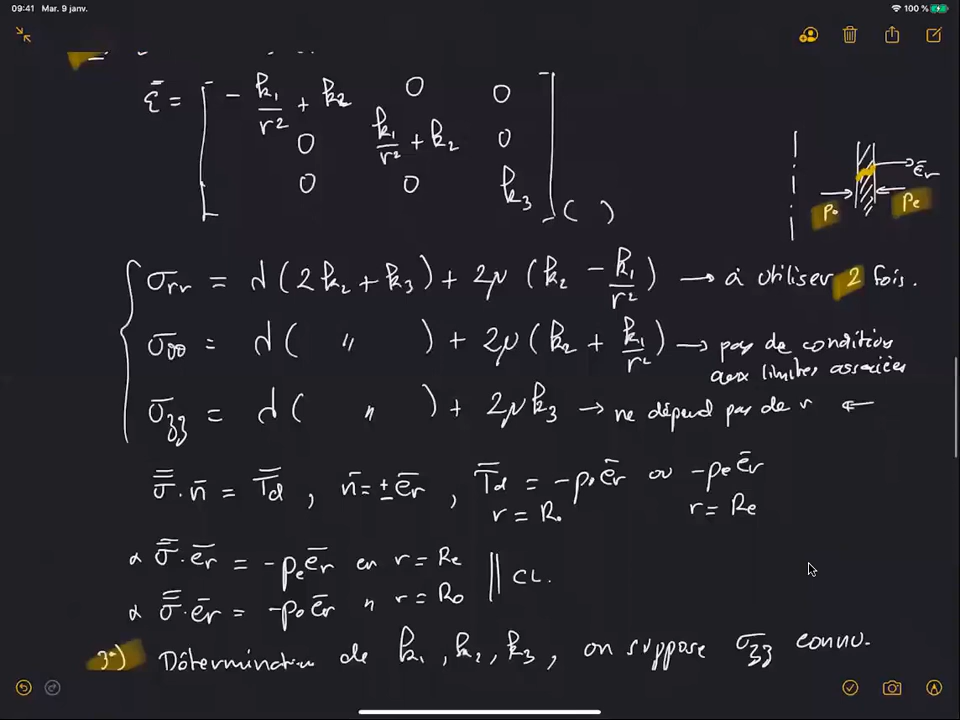 09:41 Mar. 9 janv.
100 %
ε̿ = [ - k₁/r² + k₂ 0 0
0 k₁/r² + k₂ 0
0 0 k₃ ] ( )
ēr
p₀ pe
σrr = λ(2k₂ + k₃) + 2μ(k₂ - k₁/r²) → à utiliser 2 fois.
σθθ = λ( " ) + 2μ(k₂ + k₁/r²) → pas de condition
aux limites associées
σzz = λ( " ) + 2μk₃ → ne dépend pas de r ←
σ̿.n̄ = T̄d , n̄ = ± ēr , T̄d = -p₀ēr ou -peēr
r = R₀ r = Re
σ̿.ēr = -peēr en r = Re
CL.
σ̿.ēr = -p₀ēr " r = R₀
3°) Détermination de k₁, k₂, k₃, on suppose σzz connu.